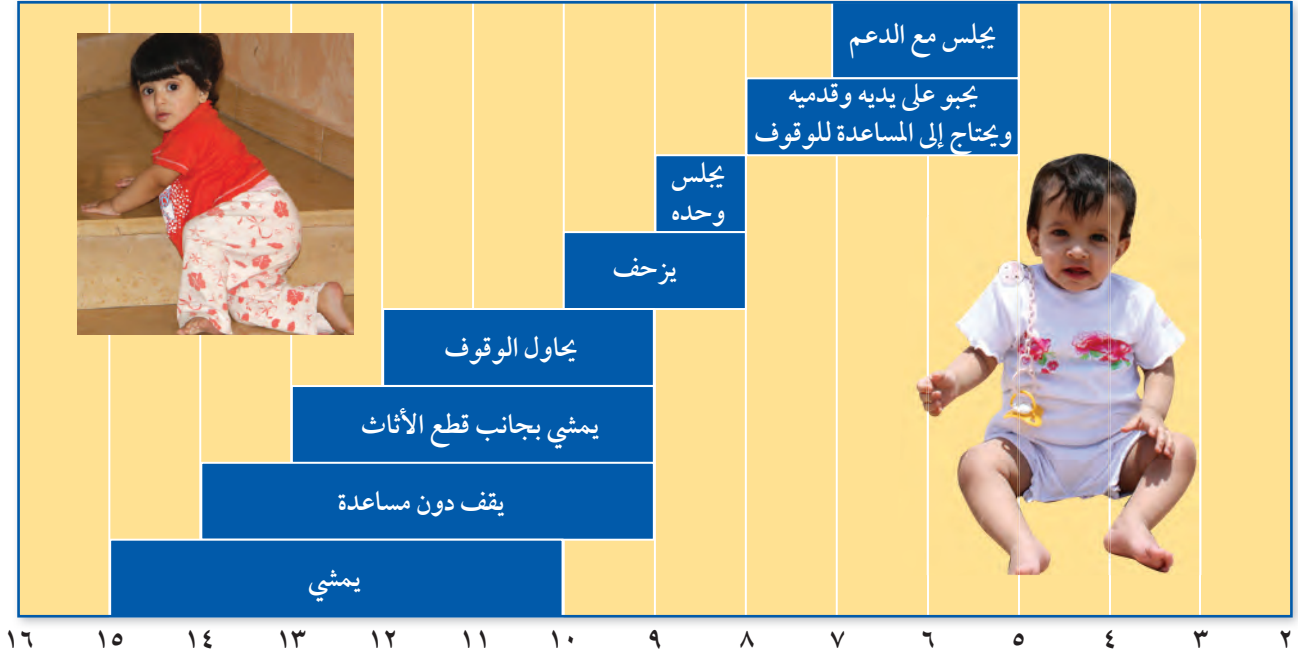 يجلس مع الدعم
يحبو على يديه وقدميه
ويحتاج إلى المساعدة للوقوف
يجلس
وحده
يزحف
يحاول الوقوف
يمشي بجانب قطع الأثاث
يقف دون مساعدة
يمشي
٢ ٣ ٤ ٥ ٦ ٧ ٨ ٩ ١٠ ١١ ١٢ ١٣ ١٤ ١٥ ١٦